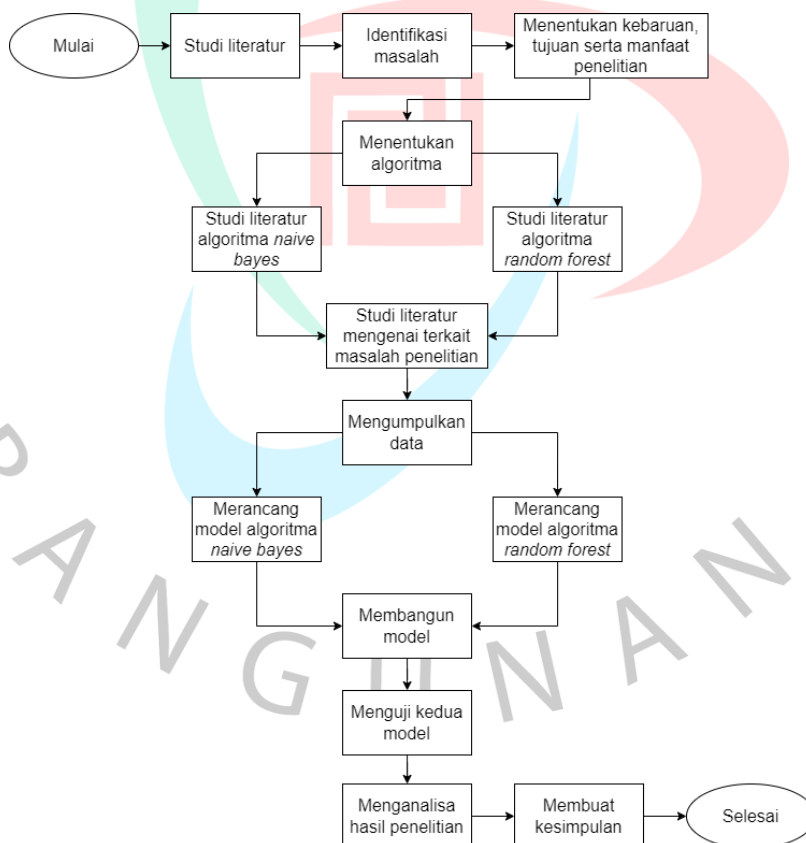 Mulai
Studi literatur
Identifikasi
masalah
Menentukan kebaruan,
tujuan serta manfaat
penelitian
Menentukan
algoritma
Studi literatur
algoritma naive
bayes
Studi literatur
algoritma
random forest
Studi literatur
mengenai terkait
masalah penelitian
Mengumpulkan
data
Merancang
model algoritma
naive bayes
Merancang
model algoritma
random forest
Membangun
model
Menguji kedua
model
Menganalisa
hasil penelitian
Membuat
kesimpulan
Selesai
PANGUNAN